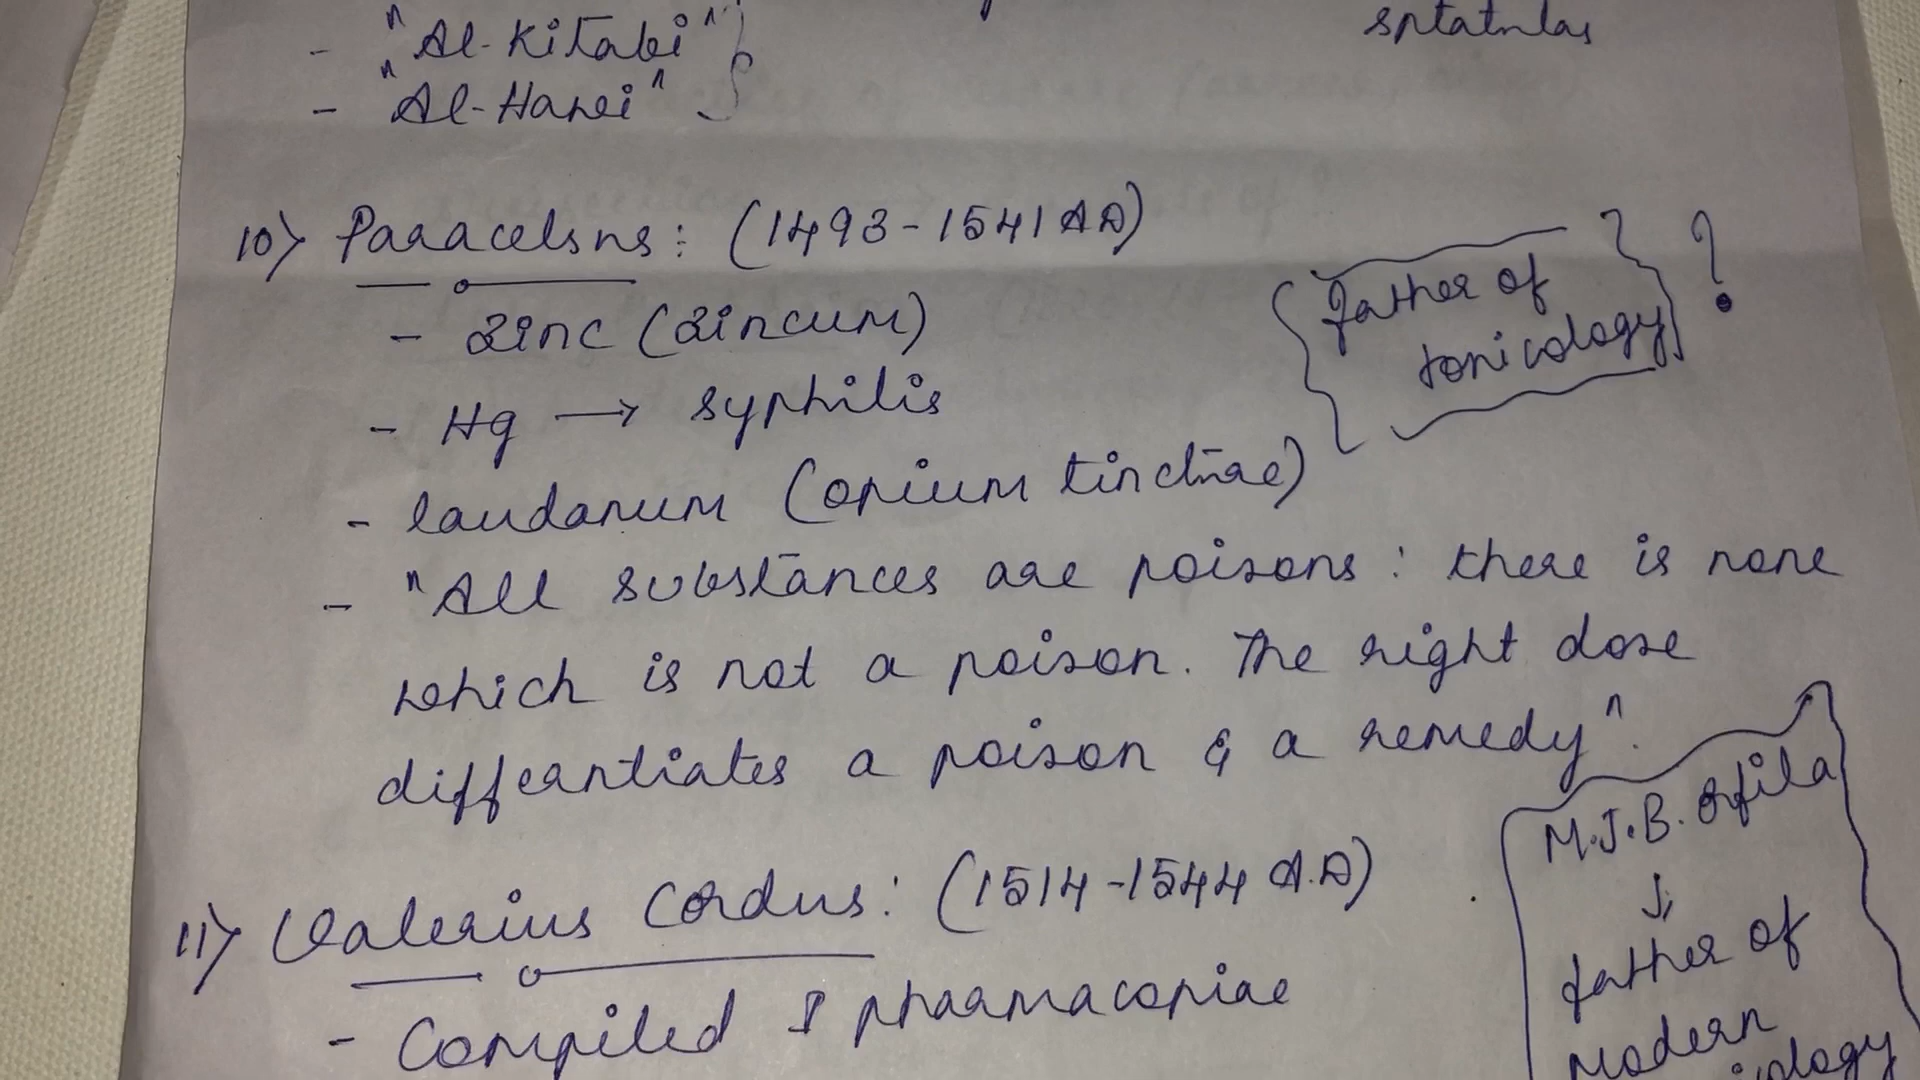 sptatulas
- "Al-Kitabi"
- "Al-Hawi"
10) Paracelsus: (1493-1541 AD)
Father of
toxicology ?
- Zinc (Zincum)
- Hg → syphilis
- laudanum (opium tincture)
- "All substances are poisons: there is none
which is not a poison. The right dose
differntiates a poison & a remedy".
M.J.B. Orfila
↓
father of
Modern
11) Valerius Cordus: (1514-1544 A.D)
- Compiled I pharmacopiae